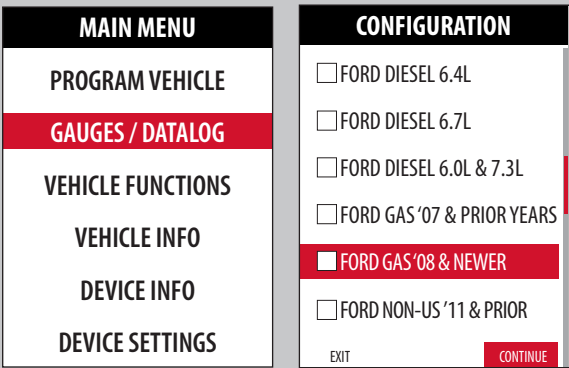 MAIN MENU
PROGRAM VEHICLE
GAUGES / DATALOG
VEHICLE FUNCTIONS
VEHICLE INFO
DEVICE INFO
DEVICE SETTINGS
CONFIGURATION
FORD DIESEL 6.4L
FORD DIESEL 6.7L
FORD DIESEL 6.0L & 7.3L
FORD GAS ‘07 & PRIOR YEARS
FORD GAS ‘08 & NEWER
FORD NON-US ’11 & PRIOR
EXIT CONTINUE